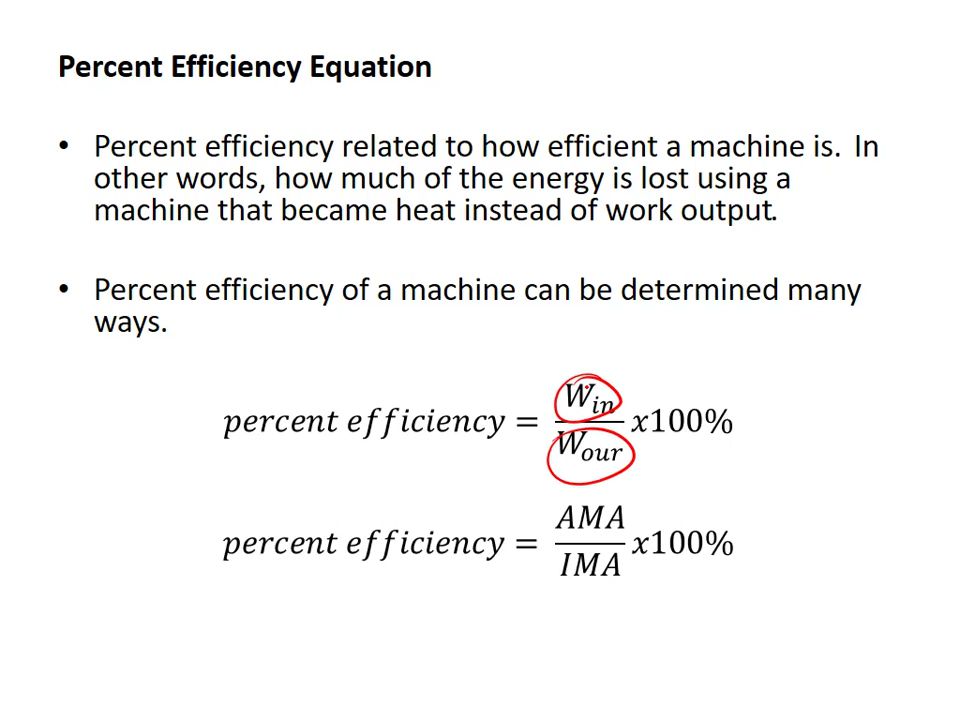 Percent Efficiency Equation
• Percent efficiency related to how efficient a machine is. In
other words, how much of the energy is lost using a
machine that became heat instead of work output.
• Percent efficiency of a machine can be determined many
ways.
percent efficiency = W_in / W_our x100%
percent efficiency = AMA / IMA x100%